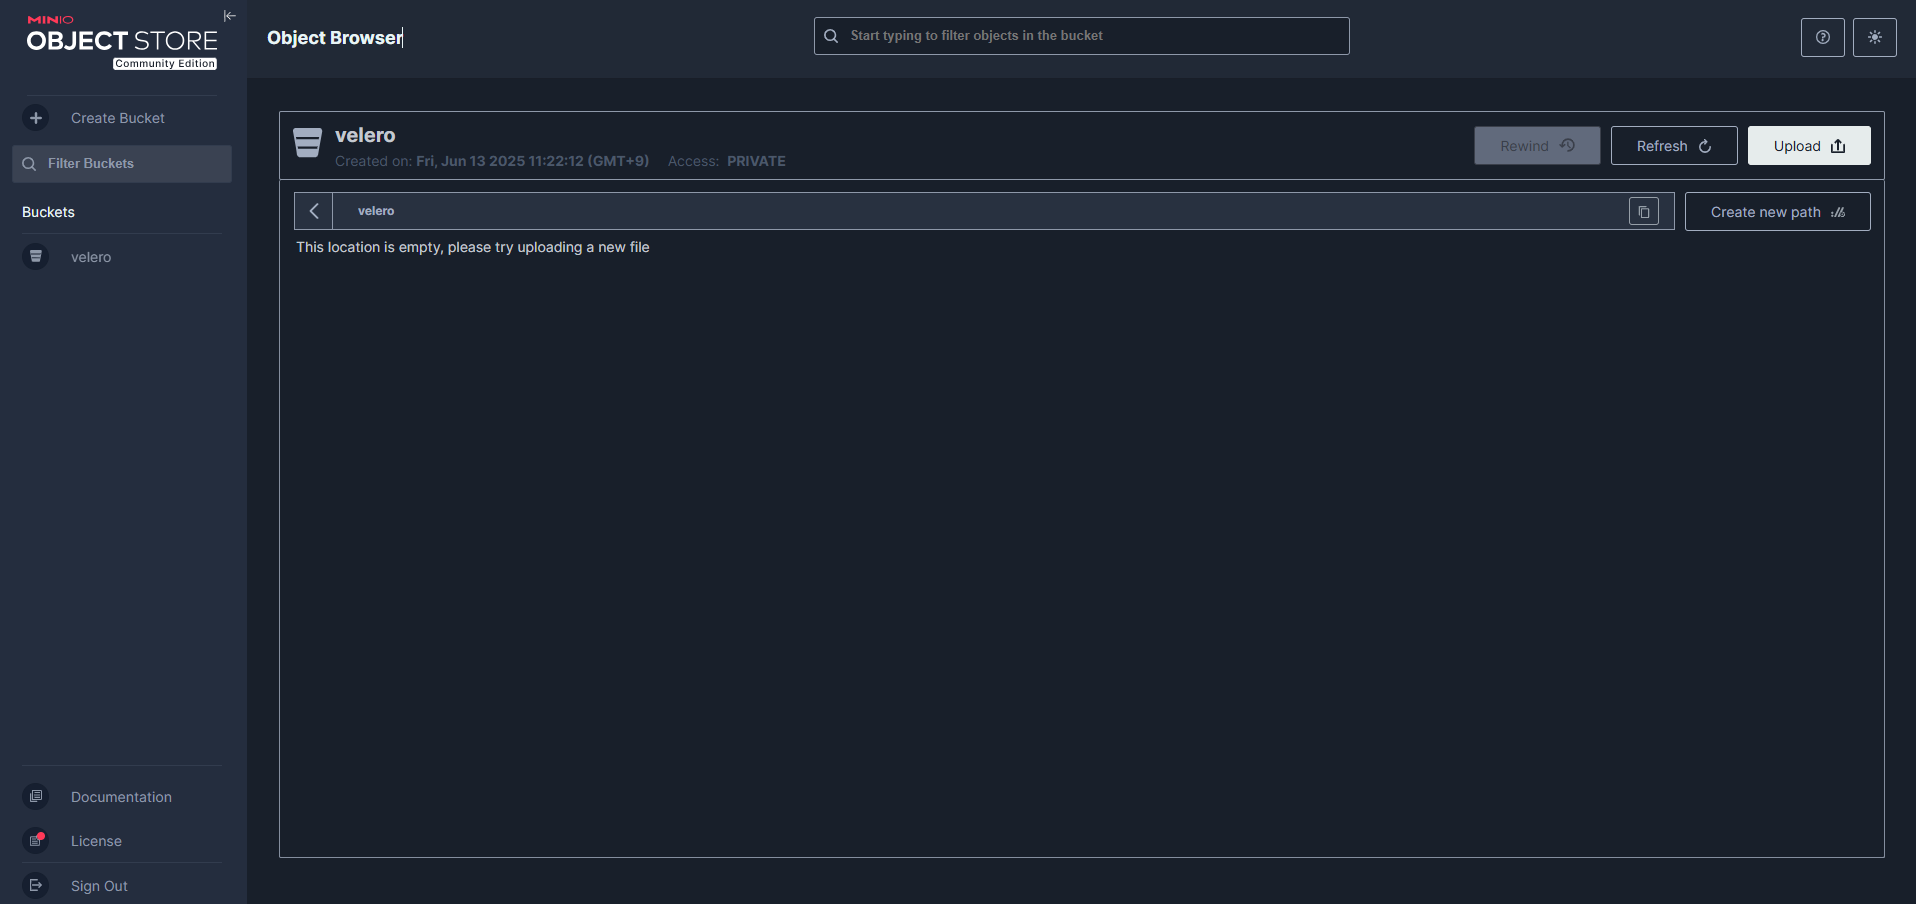 MINIO
OBJECT STORE
Community Edition
Create Bucket
Filter Buckets
Buckets
velero
Documentation
License
Sign Out
Object Browser
Start typing to filter objects in the bucket
velero
Created on: Fri, Jun 13 2025 11:22:12 (GMT+9) Access: PRIVATE
Rewind
Refresh
Upload
velero
Create new path
This location is empty, please try uploading a new file